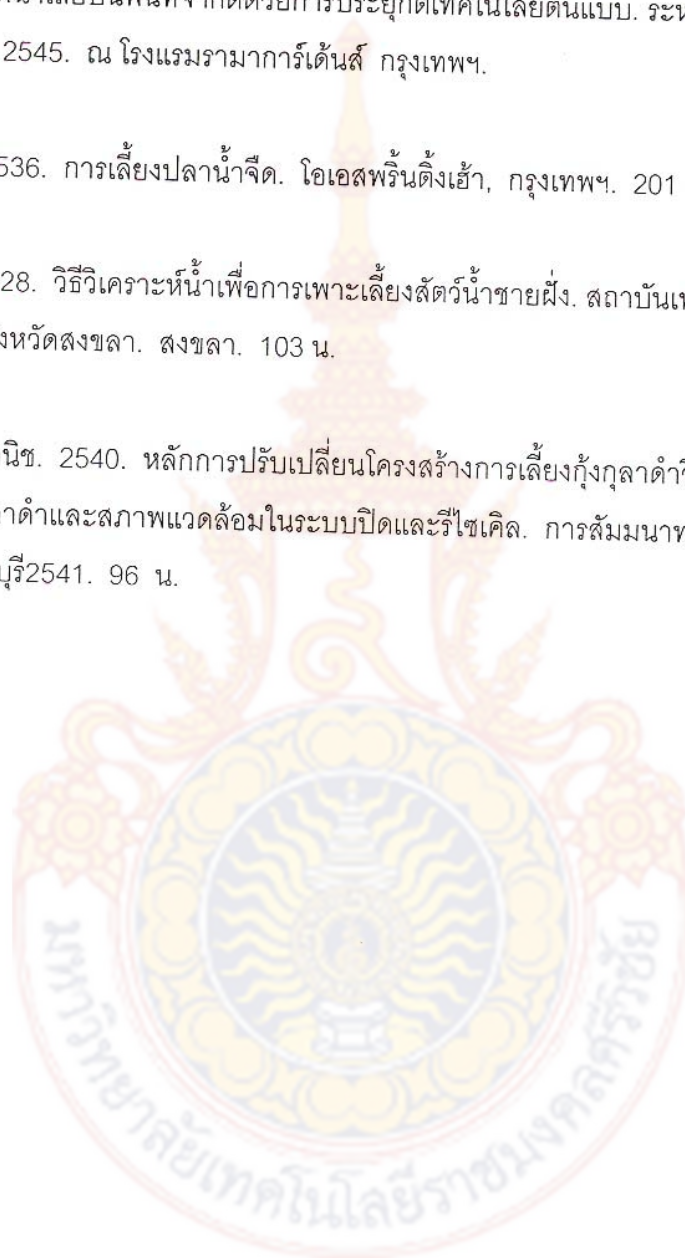 บนพื้นที่จำกัดด้วยการประยุกต์เทคโนโลยีต้นแบบ. ระห
2545. ณ โรงแรมรามาการ์เด้นส์ กรุงเทพฯ.
536. การเลี้ยงปลาน้ำจืด. โอเอสพริ้นติ้งเฮ้า, กรุงเทพฯ. 201
28. วิธีวิเคราะห์น้ำเพื่อการเพาะเลี้ยงสัตว์น้ำชายฝั่ง. สถาบันเพ
งหวัดสงขลา. สงขลา. 103 น.
นิช. 2540. หลักการปรับเปลี่ยนโครงสร้างการเลี้ยงกุ้งกุลาดำ
าดำและสภาพแวดล้อมในระบบปิดและรีไซเคิล. การสัมมนา
บุรี2541. 96 น.
มหาวิทยาลัยเทคโนโลยีราชมงคลศรีวิชัย